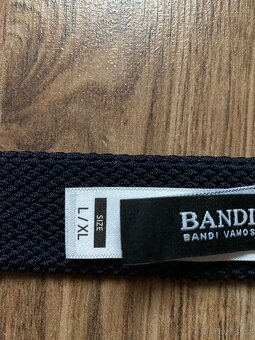 SIZE
L / XL
BANDI
BANDI VAMOS